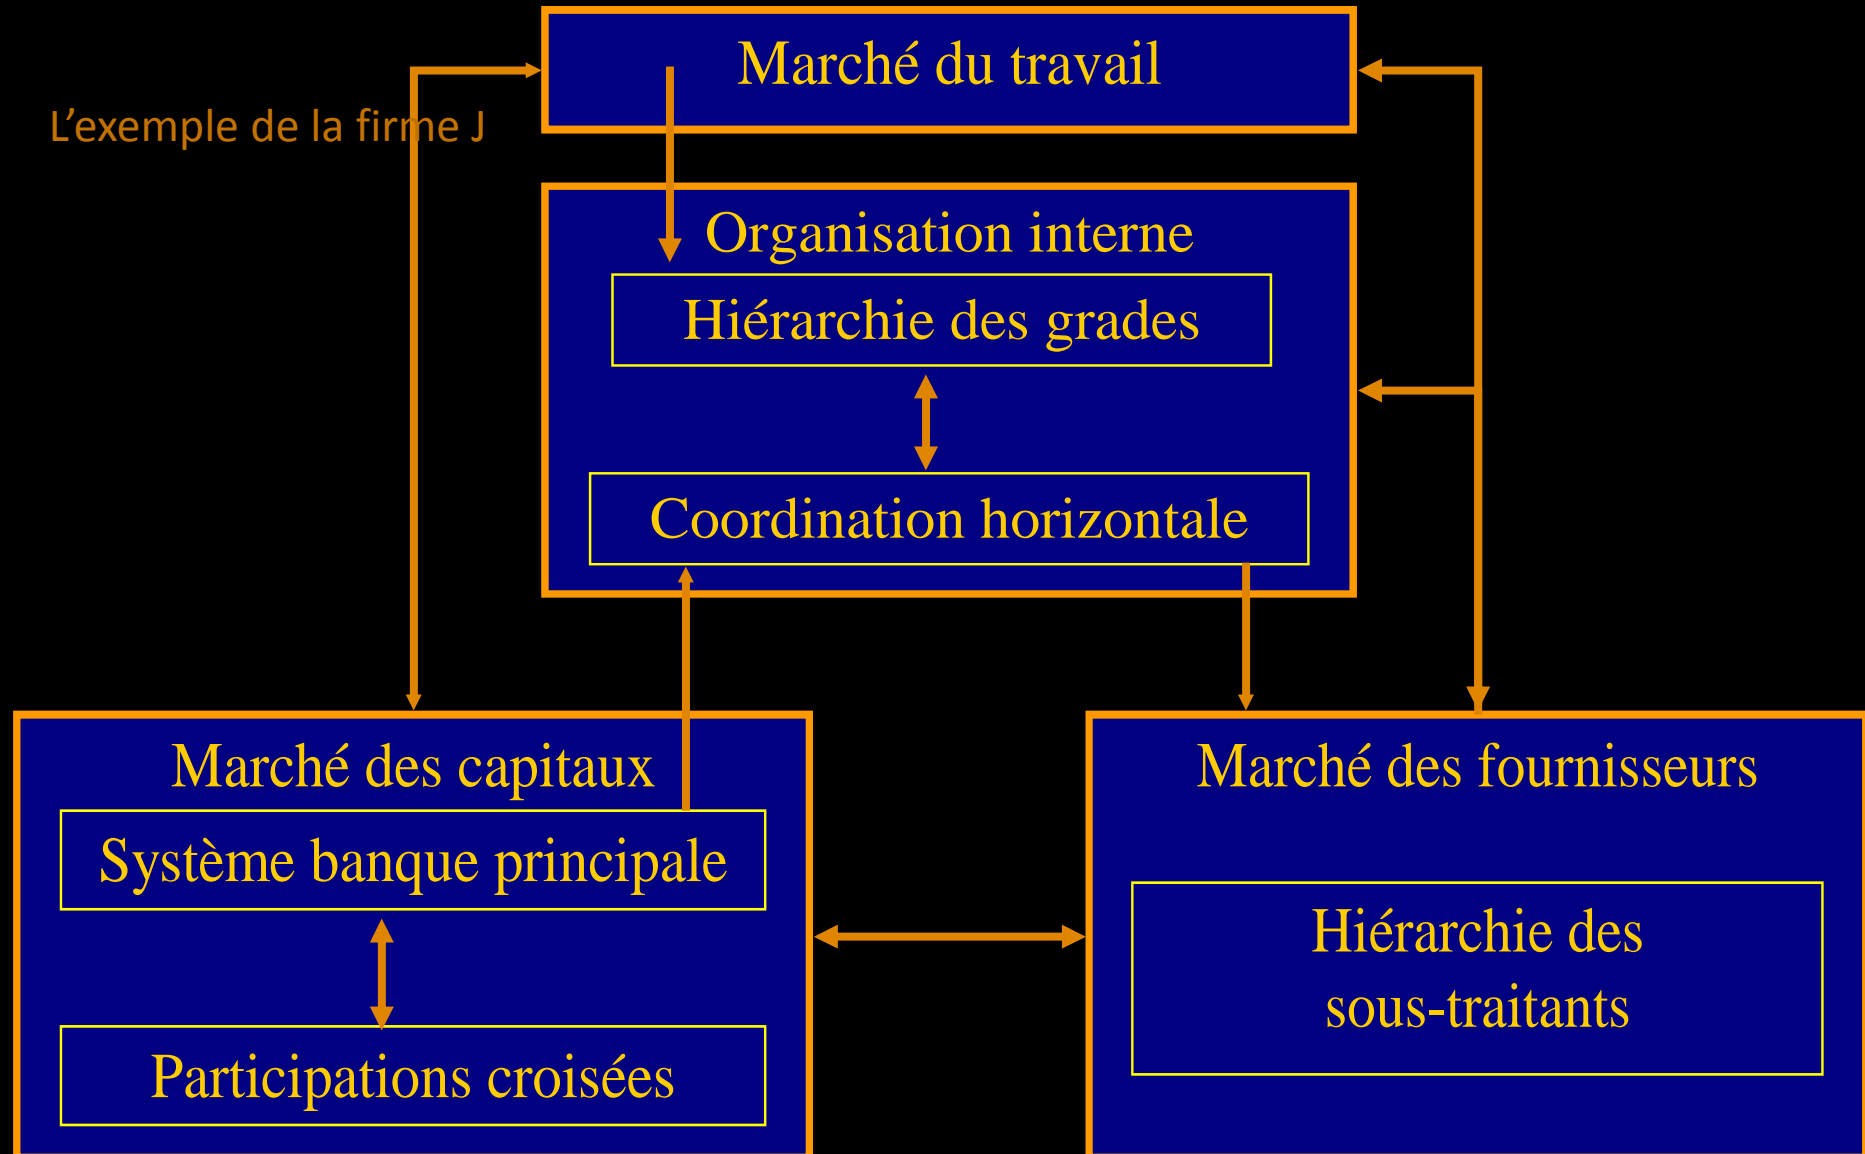 Marché du travail
L’exemple de la firme J
Organisation interne
Hiérarchie des grades
Coordination horizontale
Marché des capitaux
Système banque principale
Participations croisées
Marché des fournisseurs
Hiérarchie des
sous-traitants